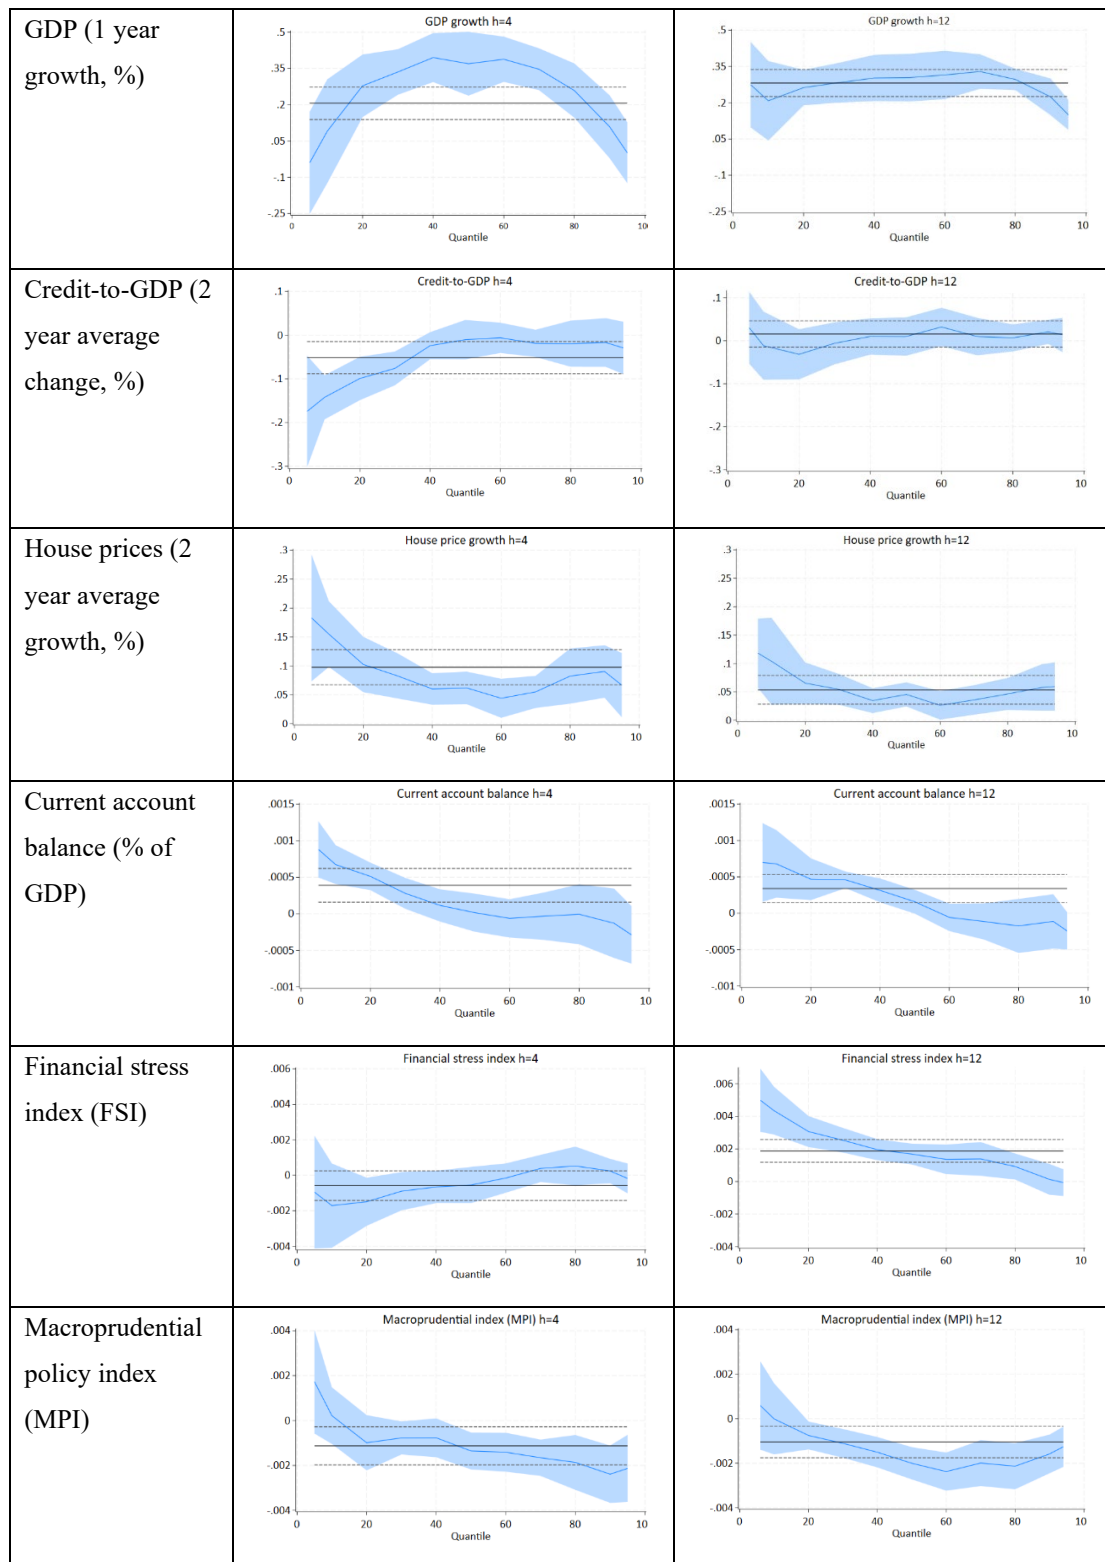 GDP (1 year
growth, %)
GDP growth h=4
.5
.35
.2
.05
-.1
-.25
0 20 40 60 80 10
Quantile
GDP growth h=12
.5
.35
.2
.05
-.1
-.25
0 20 40 60 80 10
Quantile
Credit-to-GDP (2
year average
change, %)
Credit-to-GDP h=4
.1
0
-.1
-.2
-.3
0 20 40 60 80 10
Quantile
Credit-to-GDP h=12
.1
0
-.1
-.2
-.3
0 20 40 60 80 10
Quantile
House prices (2
year average
growth, %)
House price growth h=4
.3
.25
.2
.15
.1
.05
0
0 20 40 60 80 10
Quantile
House price growth h=12
.3
.25
.2
.15
.1
.05
0
0 20 40 60 80 10
Quantile
Current account
balance (% of
GDP)
Current account balance h=4
.0015
.001
.0005
0
-.0005
-.001
0 20 40 60 80 10
Quantile
Current account balance h=12
.0015
.001
.0005
0
-.0005
-.001
0 20 40 60 80 10
Quantile
Financial stress
index (FSI)
Financial stress index h=4
.006
.004
.002
0
-.002
-.004
0 20 40 60 80 10
Quantile
Financial stress index h=12
.006
.004
.002
0
-.002
-.004
0 20 40 60 80 10
Quantile
Macroprudential
policy index
(MPI)
Macroprudential index (MPI) h=4
.004
.002
0
-.002
-.004
0 20 40 60 80 10
Quantile
Macroprudential index (MPI) h=12
.004
.002
0
-.002
-.004
0 20 40 60 80 10
Quantile